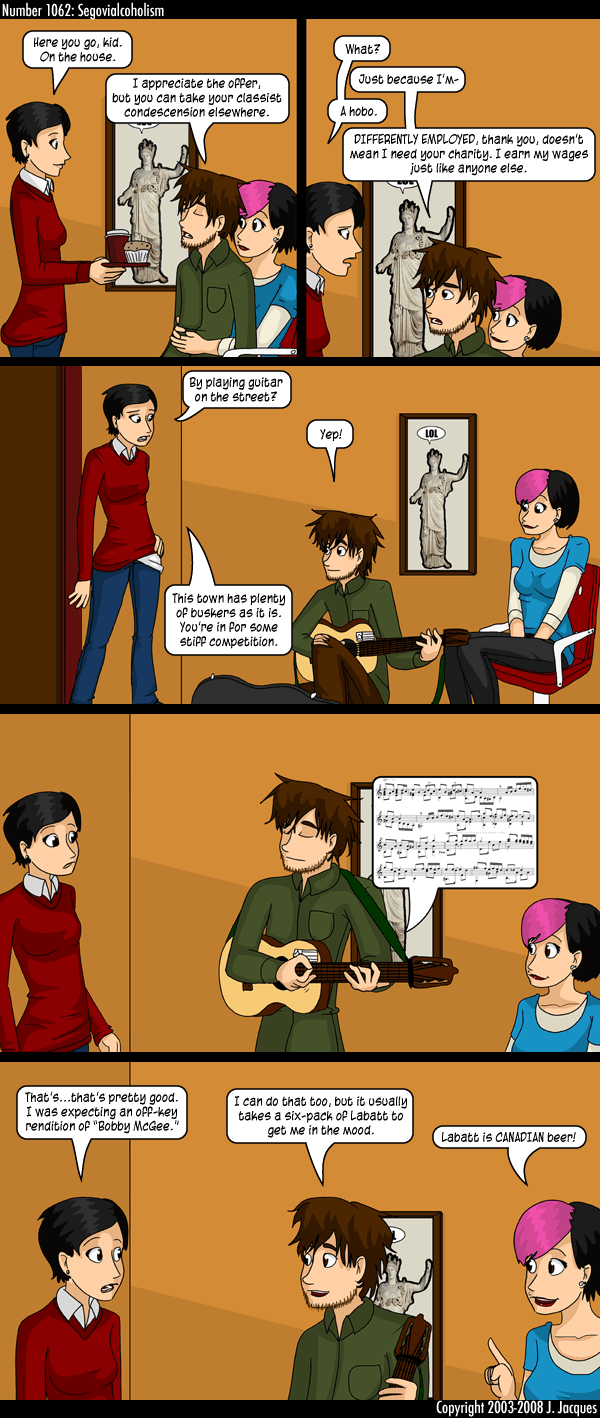 Number 1062: Segovialcoholism
Here you go, kid.
On the house.
I appreciate the offer,
but you can take your classist
condescension elsewhere.
LOL
What?
Just because I'm-
A hobo.
DIFFERENTLY EMPLOYED, thank you, doesn't
mean I need your charity. I earn my wages
just like anyone else.
LOL
By playing guitar
on the street?
Yep!
LOL
This town has plenty
of buskers as it is.
You're in for some
stiff competition.
That's...that's pretty good.
I was expecting an off-key
rendition of "Bobby McGee."
I can do that too, but it usually
takes a six-pack of Labatt to
get me in the mood.
Labatt is CANADIAN beer!
Copyright 2003-2008 J. Jacques